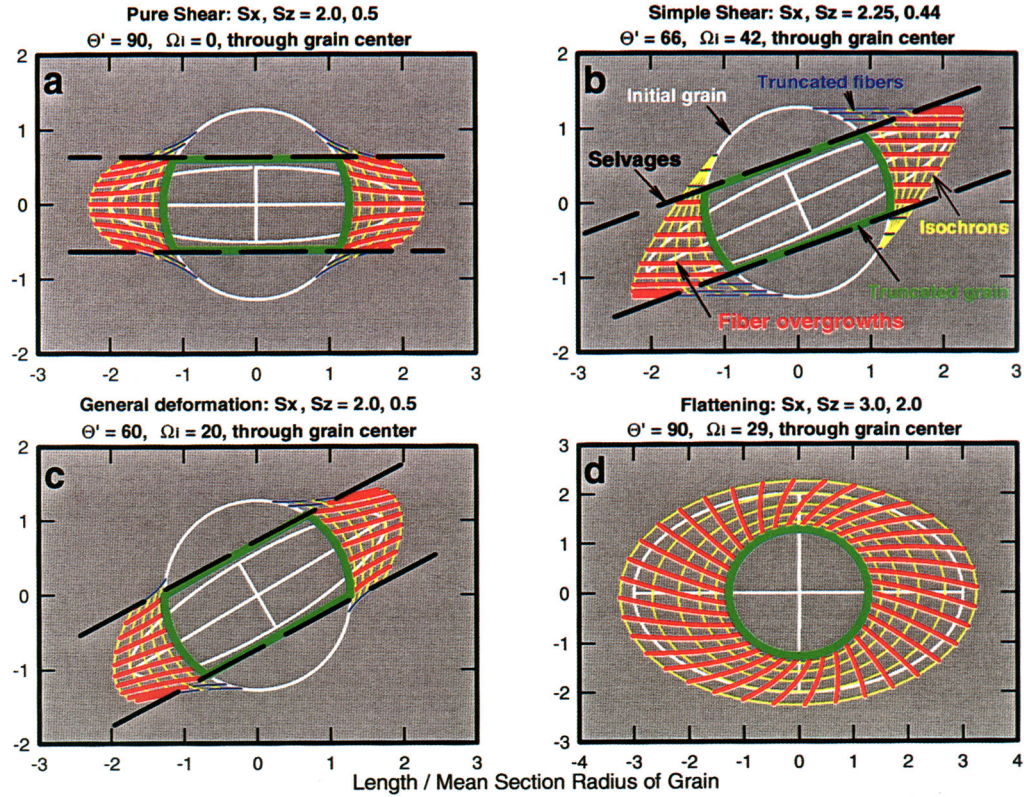 Pure Shear: Sx, Sz = 2.0, 0.5
Θ' = 90, Ωi = 0, through grain center
a
2
1
0
-1
-2
-3
-2
-1
0
1
2
3
Simple Shear: Sx, Sz = 2.25, 0.44
Θ' = 66, Ωi = 42, through grain center
b
Truncated fibers
Initial grain
Selvages
Isochrons
Truncated grain
Fiber overgrowths
2
1
0
-1
-2
-3
-2
-1
0
1
2
3
General deformation: Sx, Sz = 2.0, 0.5
Θ' = 60, Ωi = 20, through grain center
c
2
1
0
-1
-2
-3
-2
-1
0
1
2
3
Flattening: Sx, Sz = 3.0, 2.0
Θ' = 90, Ωi = 29, through grain center
d
3
2
1
0
-1
-2
-3
-4
-3
-2
-1
0
1
2
3
4
Length / Mean Section Radius of Grain